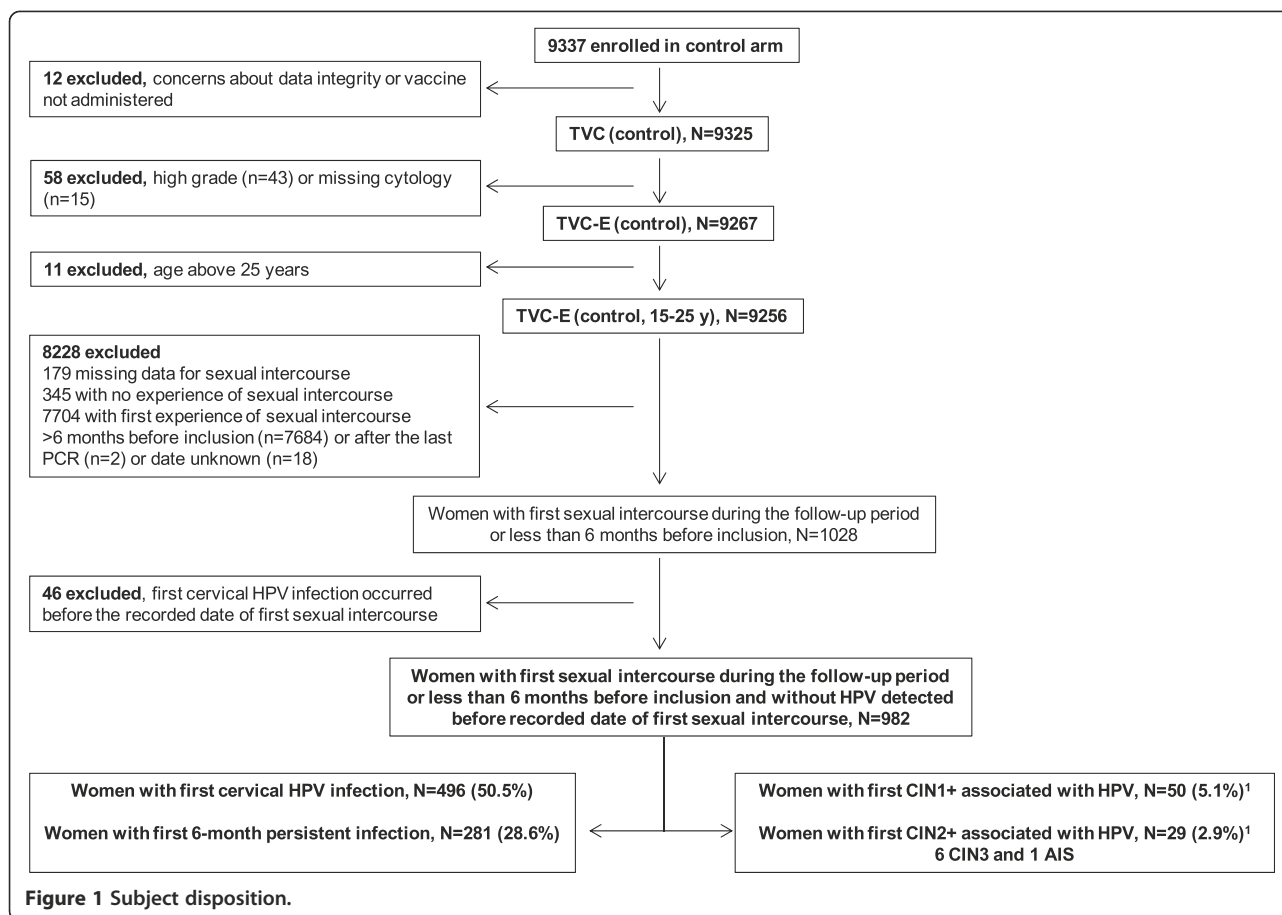 9337 enrolled in control arm
12 excluded, concerns about data integrity or vaccine
not administered
TVC (control), N=9325
58 excluded, high grade (n=43) or missing cytology
(n=15)
TVC-E (control), N=9267
11 excluded, age above 25 years
TVC-E (control, 15-25 y), N=9256
8228 excluded
179 missing data for sexual intercourse
345 with no experience of sexual intercourse
7704 with first experience of sexual intercourse
>6 months before inclusion (n=7684) or after the last
PCR (n=2) or date unknown (n=18)
Women with first sexual intercourse during the follow-up period
or less than 6 months before inclusion, N=1028
46 excluded, first cervical HPV infection occurred
before the recorded date of first sexual intercourse
Women with first sexual intercourse during the follow-up period
or less than 6 months before inclusion and without HPV detected
before recorded date of first sexual intercourse, N=982
Women with first cervical HPV infection, N=496 (50.5%)
Women with first 6-month persistent infection, N=281 (28.6%)
Women with first CIN1+ associated with HPV, N=50 (5.1%)¹
Women with first CIN2+ associated with HPV, N=29 (2.9%)¹
6 CIN3 and 1 AIS
Figure 1 Subject disposition.